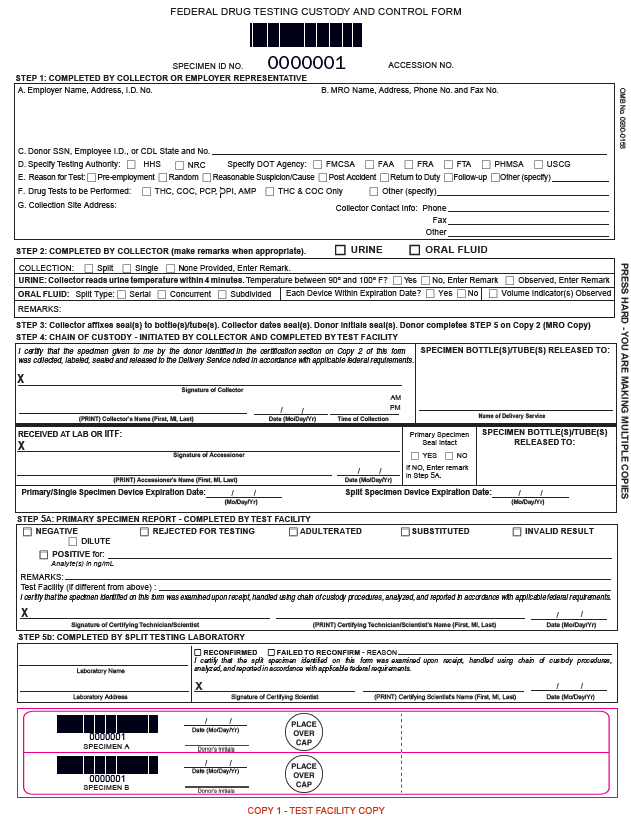 FEDERAL DRUG TESTING CUSTODY AND CONTROL FORM
SPECIMEN ID NO. 0000001 ACCESSION NO.
STEP 1: COMPLETED BY COLLECTOR OR EMPLOYER REPRESENTATIVE
OMB No. 0930-0158
A. Employer Name, Address, I.D. No. B. MRO Name, Address, Phone No. and Fax No.
C. Donor SSN, Employee I.D., or CDL State and No.
D. Specify Testing Authority: HHS NRC Specify DOT Agency: FMCSA FAA FRA FTA PHMSA USCG
E. Reason for Test: Pre-employment Random Reasonable Suspicion/Cause Post Accident Return to Duty Follow-up Other (specify)
F. Drug Tests to be Performed: THC, COC, PCP, OPI, AMP THC & COC Only Other (specify)
G. Collection Site Address:
Collector Contact Info: Phone
Fax
Other
STEP 2: COMPLETED BY COLLECTOR (make remarks when appropriate). URINE ORAL FLUID
COLLECTION: Split Single None Provided, Enter Remark.
URINE: Collector reads urine temperature within 4 minutes. Temperature between 90° and 100° F? Yes No, Enter Remark Observed, Enter Remark
ORAL FLUID: Split Type: Serial Concurrent Subdivided Each Device Within Expiration Date? Yes No Volume Indicator(s) Observed
REMARKS:
PRESS HARD - YOU ARE MAKING MULTIPLE COPIES
STEP 3: Collector affixes seal(s) to bottle(s)/tube(s). Collector dates seal(s). Donor initials seal(s). Donor completes STEP 5 on Copy 2 (MRO Copy)
STEP 4: CHAIN OF CUSTODY - INITIATED BY COLLECTOR AND COMPLETED BY TEST FACILITY
I certify that the specimen given to me by the donor identified in the certification section on Copy 2 of this form
was collected, labeled, sealed and released to the Delivery Service noted in accordance with applicable federal requirements.
SPECIMEN BOTTLE(S)/TUBE(S) RELEASED TO:
X
Signature of Collector
AM
PM
/ /
(PRINT) Collector's Name (First, MI, Last) Date (Mo/Day/Yr) Time of Collection
Name of Delivery Service
RECEIVED AT LAB OR IITF:
X
Signature of Accessioner
/ /
(PRINT) Accessioner's Name (First, MI, Last) Date (Mo/Day/Yr)
Primary Specimen
Seal Intact
YES NO
If NO, Enter remark
in Step 5A.
SPECIMEN BOTTLE(S)/TUBE(S)
RELEASED TO:
Primary/Single Specimen Device Expiration Date: / / Split Specimen Device Expiration Date: / /
(Mo/Day/Yr) (Mo/Day/Yr)
STEP 5A: PRIMARY SPECIMEN REPORT - COMPLETED BY TEST FACILITY
NEGATIVE REJECTED FOR TESTING ADULTERATED SUBSTITUTED INVALID RESULT
DILUTE
POSITIVE for:
Analyte(s) in ng/mL
REMARKS:
Test Facility (if different from above) :
I certify that the specimen identified on this form was examined upon receipt, handled using chain of custody procedures, analyzed, and reported in accordance with applicable federal requirements.
X
/ /
Signature of Certifying Technician/Scientist (PRINT) Certifying Technician/Scientist's Name (First, MI, Last) Date (Mo/Day/Yr)
STEP 5b: COMPLETED BY SPLIT TESTING LABORATORY
Laboratory Name
Laboratory Address
RECONFIRMED FAILED TO RECONFIRM - REASON
I certify that the split specimen identified on this form was examined upon receipt, handled using chain of custody procedures,
analyzed, and reported in accordance with applicable federal requirements.
X
/ /
Signature of Certifying Scientist (PRINT) Certifying Scientist's Name (First, MI, Last) Date (Mo/Day/Yr)
0000001
SPECIMEN A
/ /
Date (Mo/Day/Yr)
Donor's Initials
PLACE
OVER
CAP
0000001
SPECIMEN B
/ /
Date (Mo/Day/Yr)
Donor's Initials
PLACE
OVER
CAP
COPY 1 - TEST FACILITY COPY